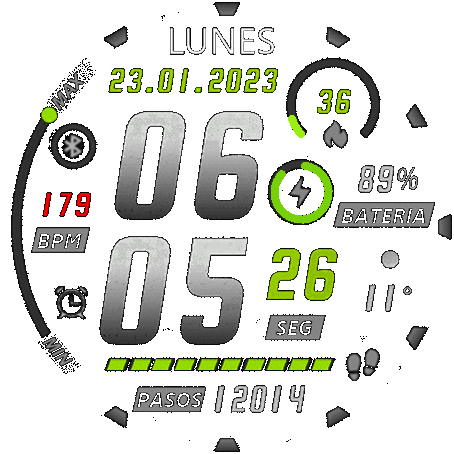 LUNES
23.01.2023
MAX
36
06
179
BPM
89%
BATERIA
05
26
SEG
11°
MIN
PASOS 12014